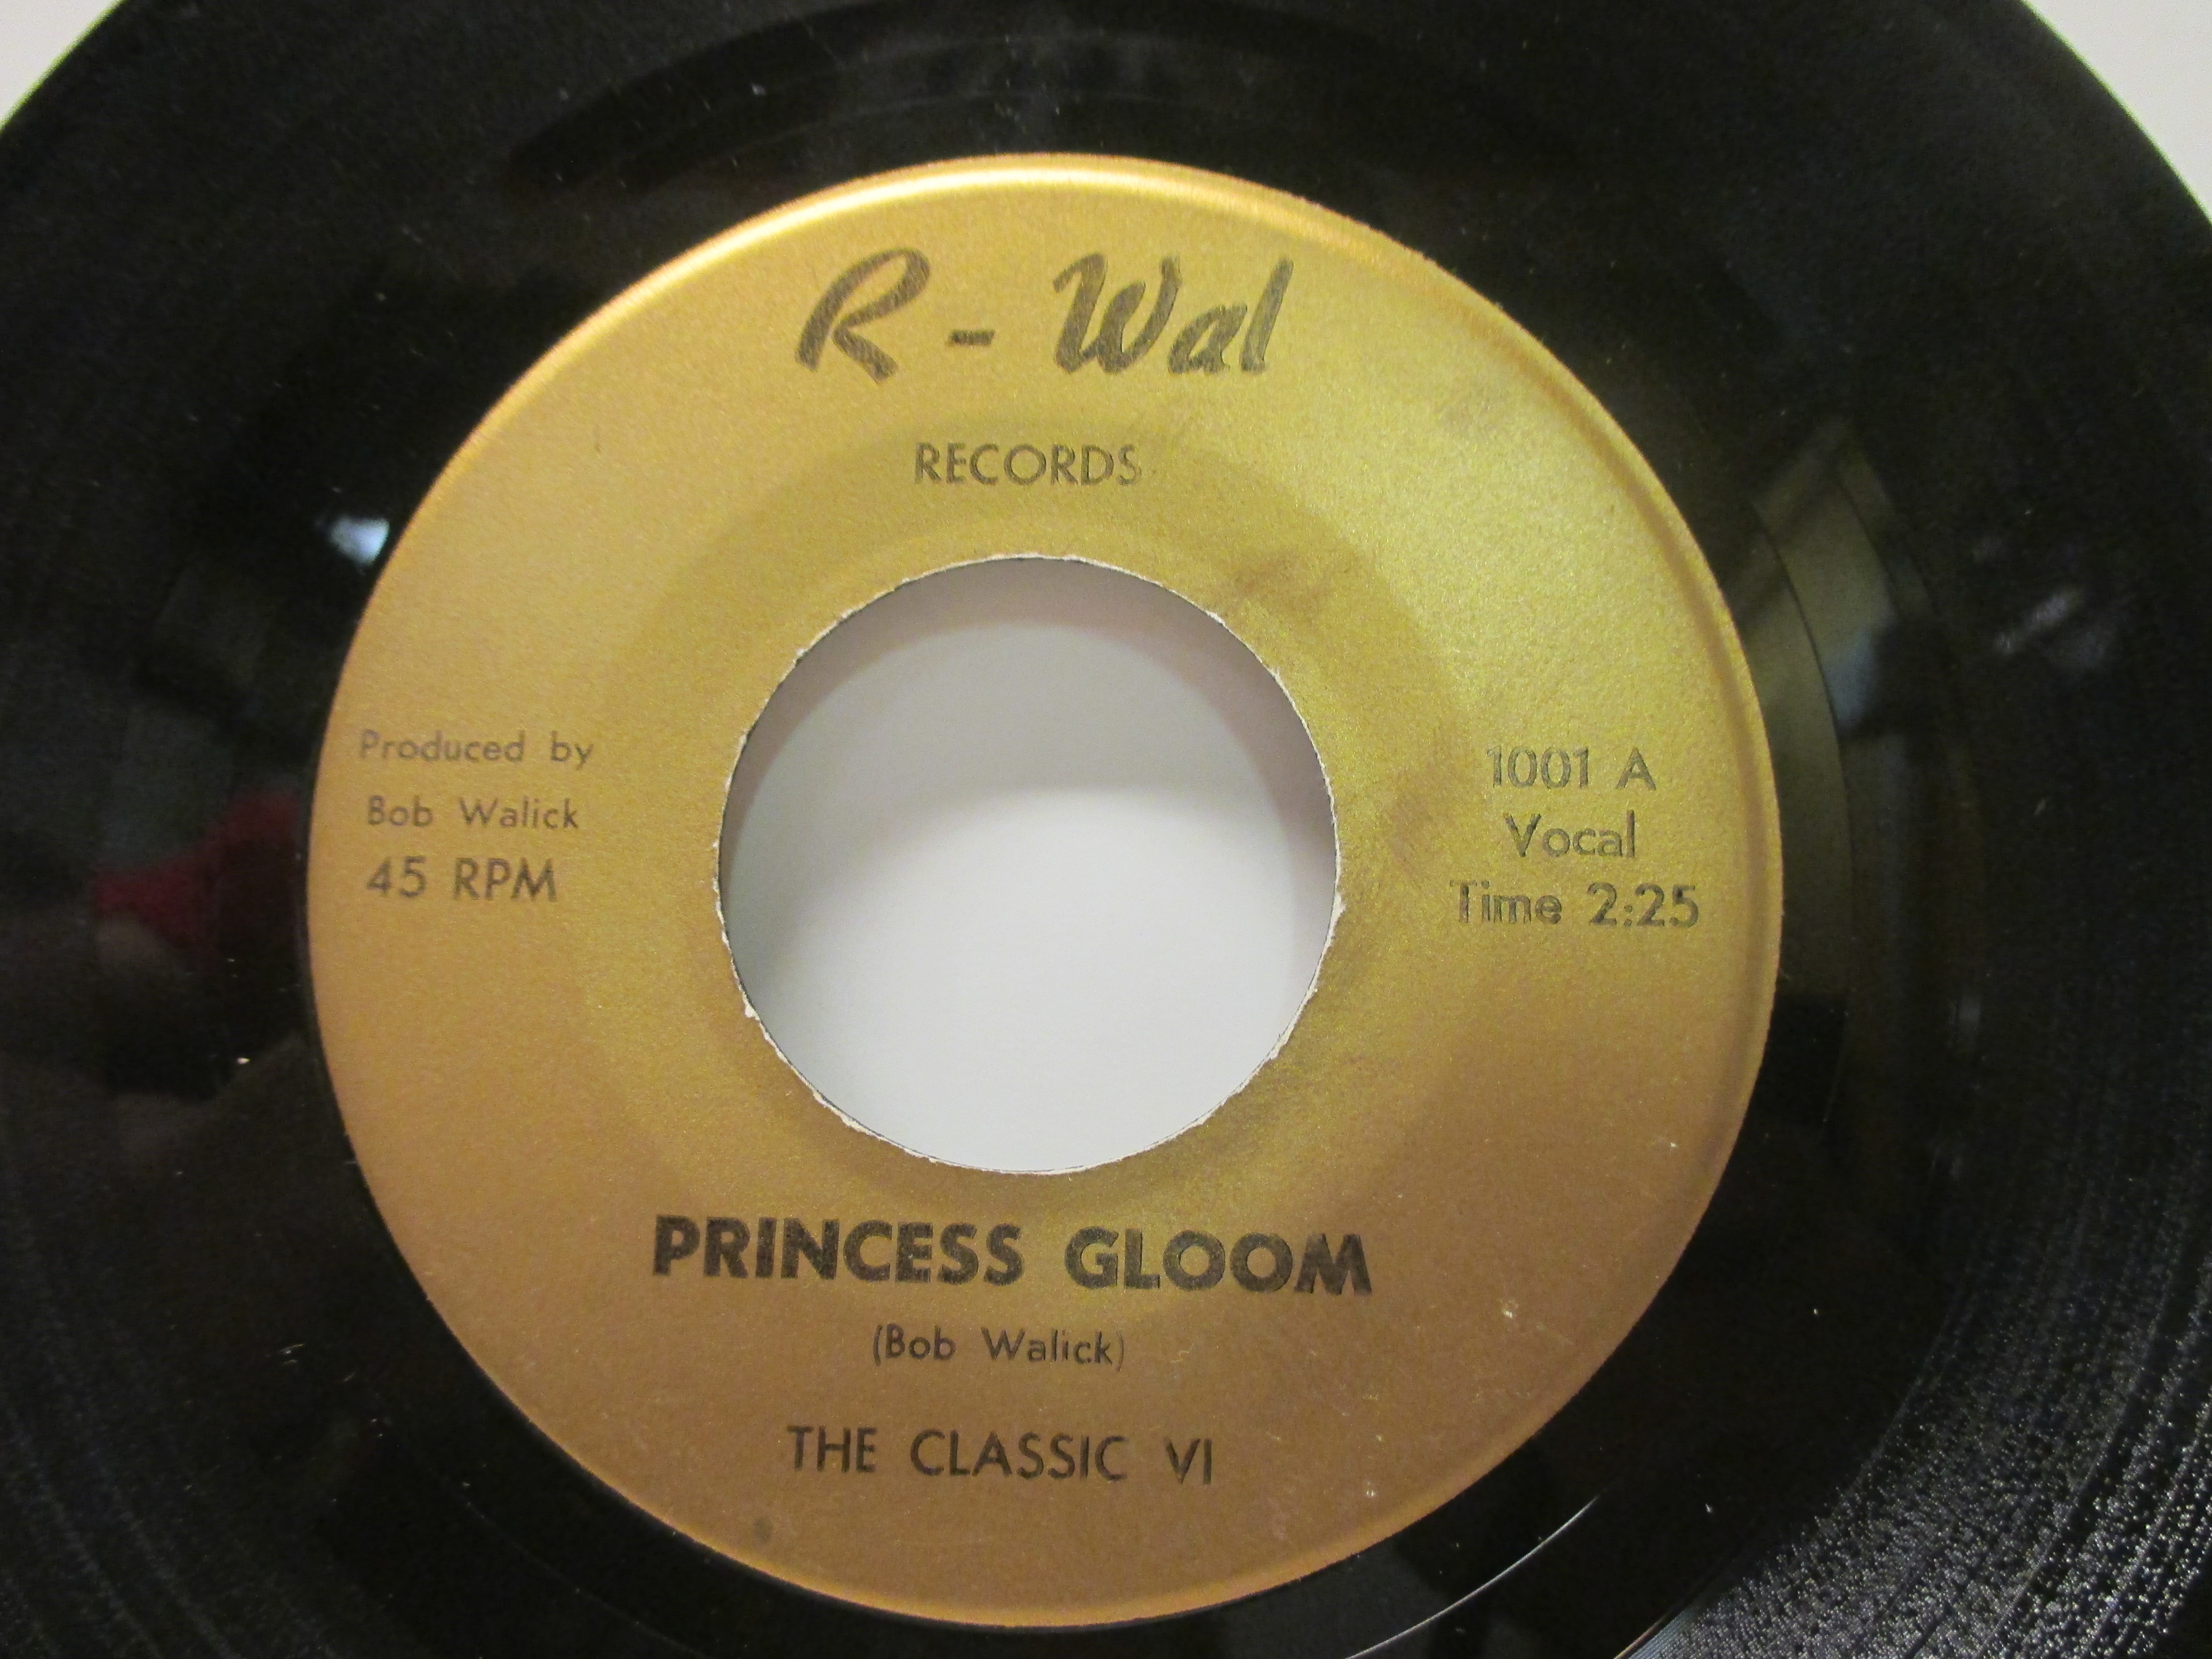 R - Wal
RECORDS
Produced by
Bob Walick
45 RPM
1001 A
Vocal
Time 2:25
PRINCESS GLOOM
(Bob Walick)
THE CLASSIC VI